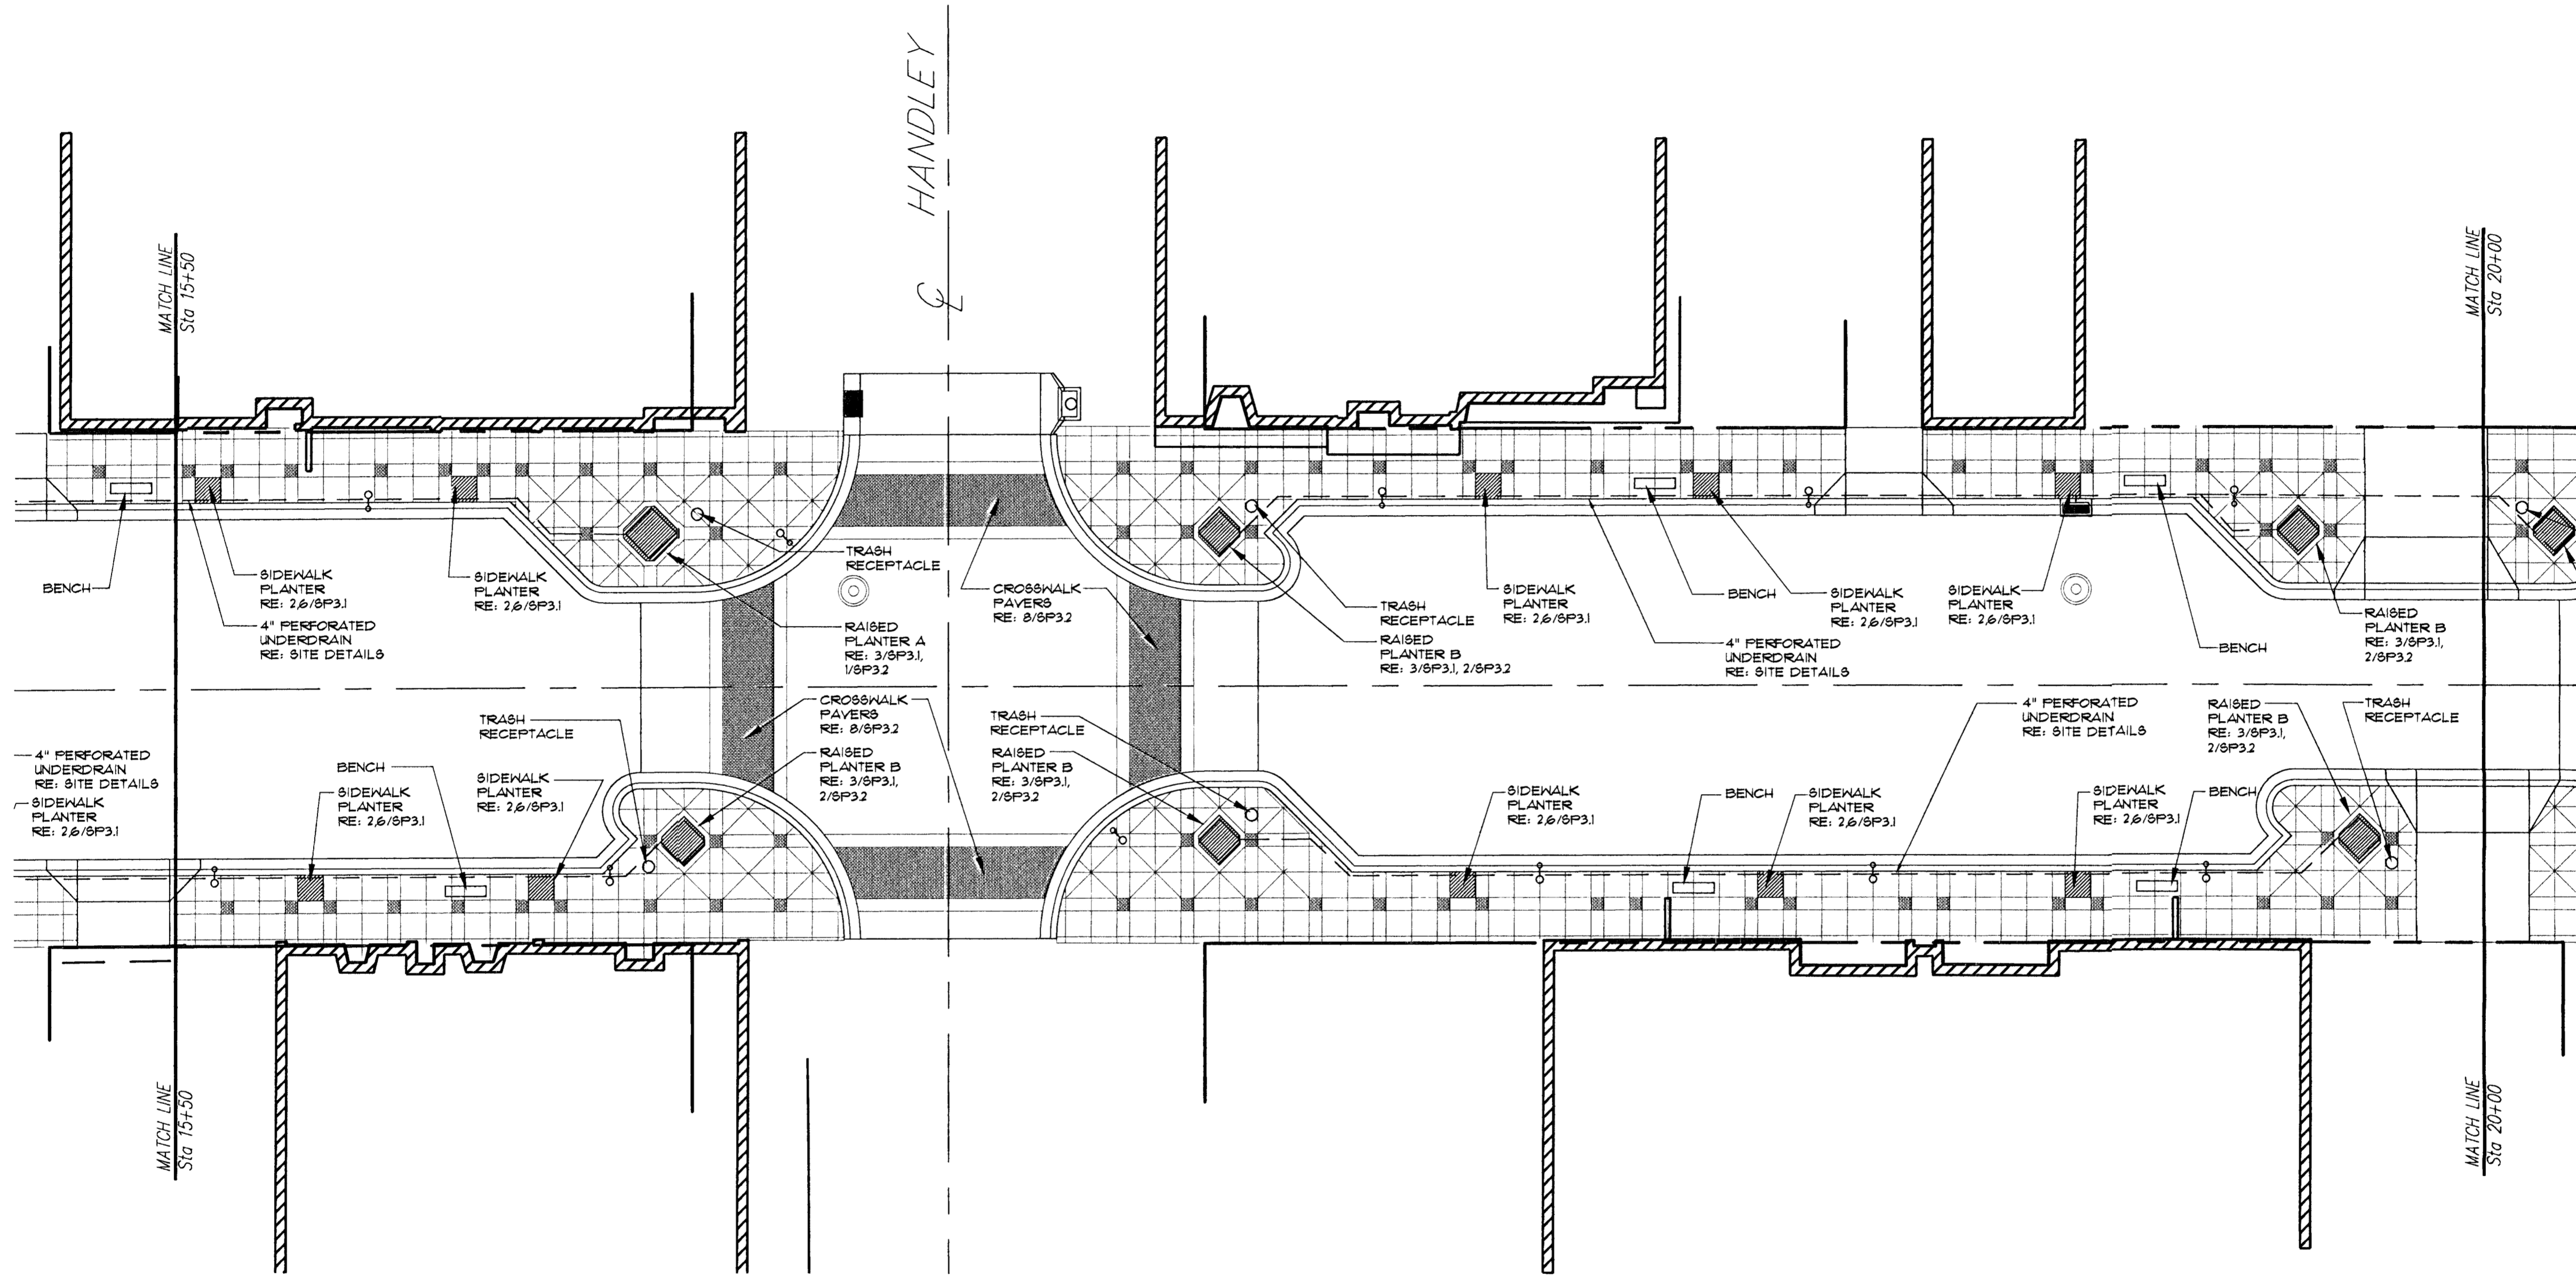 HANDLEY
℄
MATCH LINE
Sta 15+50
MATCH LINE
Sta 20+00
BENCH
SIDEWALK
PLANTER
RE: 2,6/SP3.1
4" PERFORATED
UNDERDRAIN
RE: SITE DETAILS
SIDEWALK
PLANTER
RE: 2,6/SP3.1
TRASH
RECEPTACLE
RAISED
PLANTER A
RE: 3/SP3.1,
1/SP3.2
CROSSWALK
PAVERS
RE: 8/SP3.2
TRASH
RECEPTACLE
RAISED
PLANTER B
RE: 3/SP3.1, 2/SP3.2
SIDEWALK
PLANTER
RE: 2,6/SP3.1
BENCH
4" PERFORATED
UNDERDRAIN
RE: SITE DETAILS
SIDEWALK
PLANTER
RE: 2,6/SP3.1
SIDEWALK
PLANTER
RE: 2,6/SP3.1
BENCH
RAISED
PLANTER B
RE: 3/SP3.1,
2/SP3.2
4" PERFORATED
UNDERDRAIN
RE: SITE DETAILS
SIDEWALK
PLANTER
RE: 2,6/SP3.1
BENCH
SIDEWALK
PLANTER
RE: 2,6/SP3.1
TRASH
RECEPTACLE
SIDEWALK
PLANTER
RE: 2,6/SP3.1
CROSSWALK
PAVERS
RE: 8/SP3.2
RAISED
PLANTER B
RE: 3/SP3.1,
2/SP3.2
TRASH
RECEPTACLE
RAISED
PLANTER B
RE: 3/SP3.1,
2/SP3.2
SIDEWALK
PLANTER
RE: 2,6/SP3.1
BENCH
SIDEWALK
PLANTER
RE: 2,6/SP3.1
4" PERFORATED
UNDERDRAIN
RE: SITE DETAILS
SIDEWALK
PLANTER
RE: 2,6/SP3.1
BENCH
RAISED
PLANTER B
RE: 3/SP3.1,
2/SP3.2
TRASH
RECEPTACLE
MATCH LINE
Sta 15+50
MATCH LINE
Sta 20+00